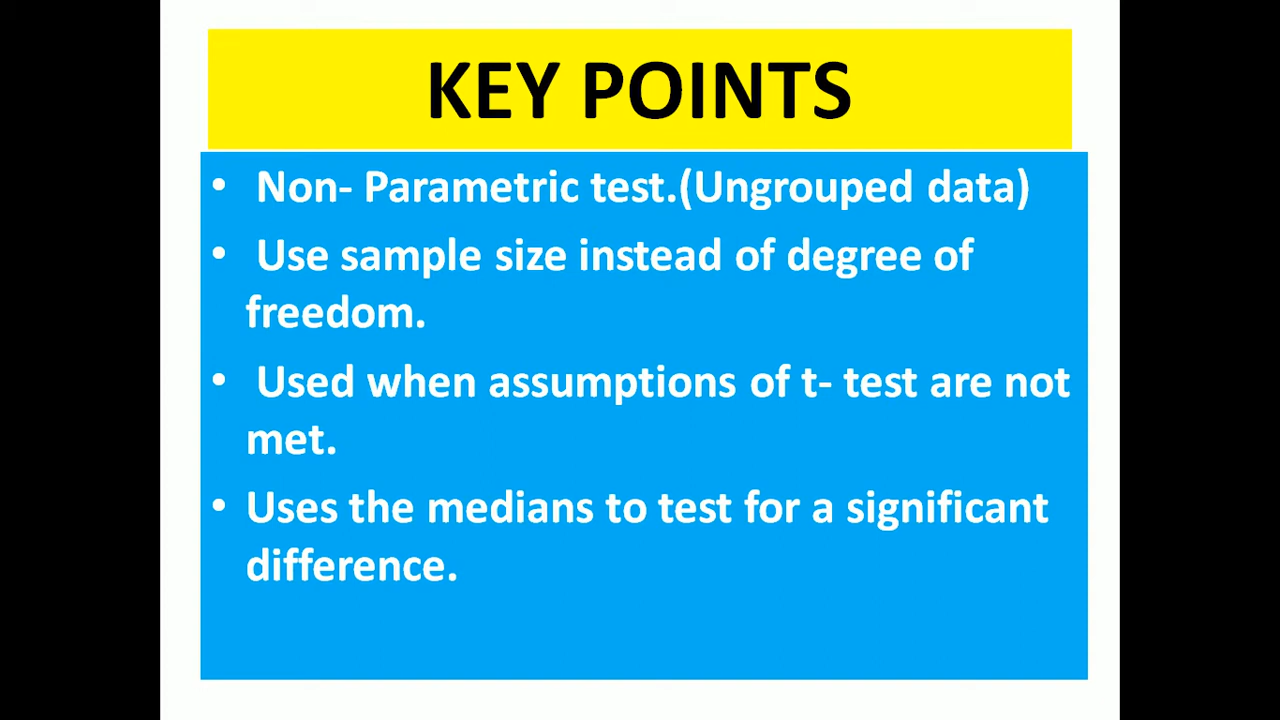 KEY POINTS
• Non- Parametric test.(Ungrouped data)
• Use sample size instead of degree of
freedom.
• Used when assumptions of t- test are not
met.
• Uses the medians to test for a significant
difference.